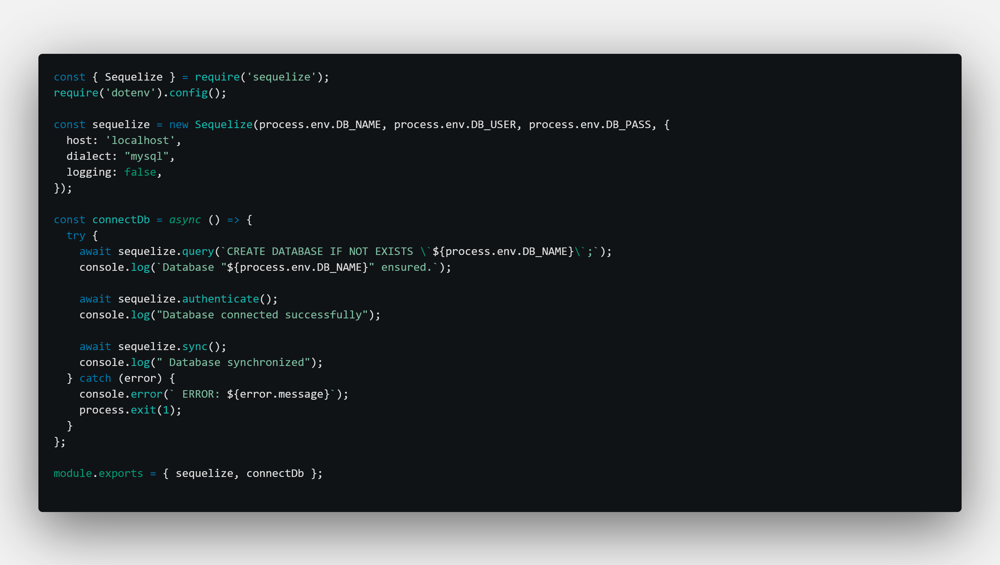 const { Sequelize } = require('sequelize');
require('dotenv').config();

const sequelize = new Sequelize(process.env.DB_NAME, process.env.DB_USER, process.env.DB_PASS, {
  host: 'localhost',
  dialect: "mysql",
  logging: false,
});

const connectDb = async () => {
  try {
    await sequelize.query(`CREATE DATABASE IF NOT EXISTS \`${process.env.DB_NAME}\`;`);
    console.log(`Database "${process.env.DB_NAME}" ensured.`);

    await sequelize.authenticate();
    console.log("Database connected successfully");

    await sequelize.sync();
    console.log(" Database synchronized");
  } catch (error) {
    console.error(` ERROR: ${error.message}`);
    process.exit(1);
  }
};

module.exports = { sequelize, connectDb };